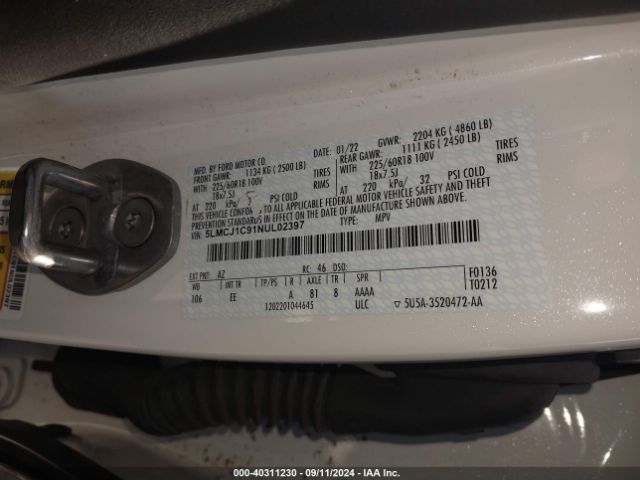 MFD. BY FORD MOTOR CO.
DATE: 01/22 GVWR: 2204 KG ( 4860 LB)
FRONT GAWR: 1134 KG ( 2500 LB)
REAR GAWR: 1111 KG ( 2450 LB)
WITH 225/60R18 100V TIRES
WITH 225/60R18 100V TIRES
18x7.5J RIMS
18x7.5J RIMS
AT 220 kPa/ PSI COLD
AT 220 kPa/ 32 PSI COLD
THIS VEHICLE CONFORMS TO ALL APPLICABLE FEDERAL MOTOR VEHICLE SAFETY AND THEFT
PREVENTION STANDARDS IN EFFECT ON THE DATE OF MANUFACTURE SHOWN ABOVE.
VIN: 5LMCJ1C91NUL02397 TYPE: MPV
EXT PNT: AZ RC: 46 DSO: F0136
WB INT TR TP/PS R AXLE TR SPR T0212
106 EE A 81 8 AAAA
1202201044645 ULC ▽ 5U5A-3520472-AA
000-40311230 - 09/11/2024 - IAA Inc.